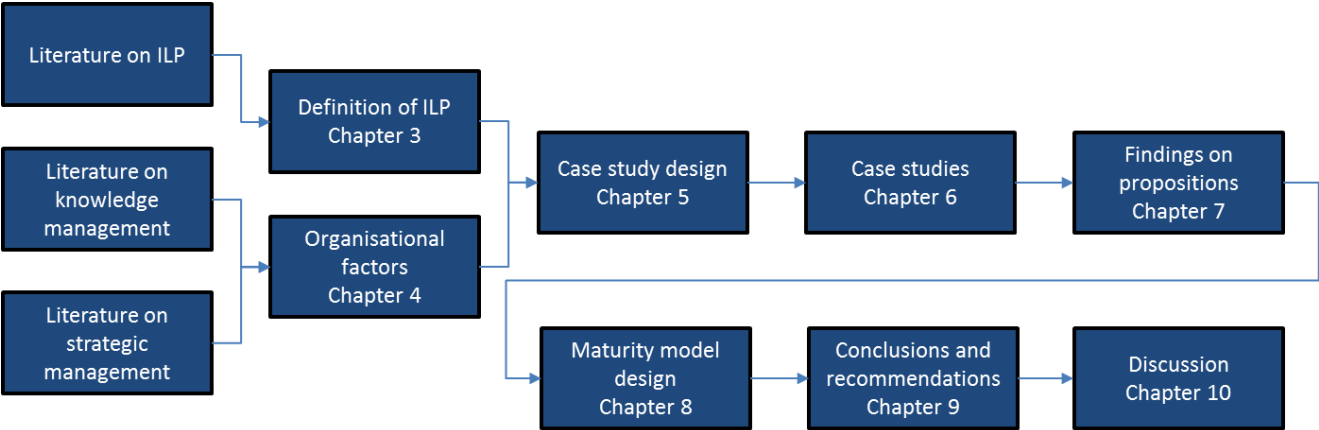 Literature on ILP
Literature on
knowledge
management
Literature on
strategic
management
Definition of ILP
Chapter 3
Organisational
factors
Chapter 4
Case study design
Chapter 5
Case studies
Chapter 6
Findings on
propositions
Chapter 7
Maturity model
design
Chapter 8
Conclusions and
recommendations
Chapter 9
Discussion
Chapter 10